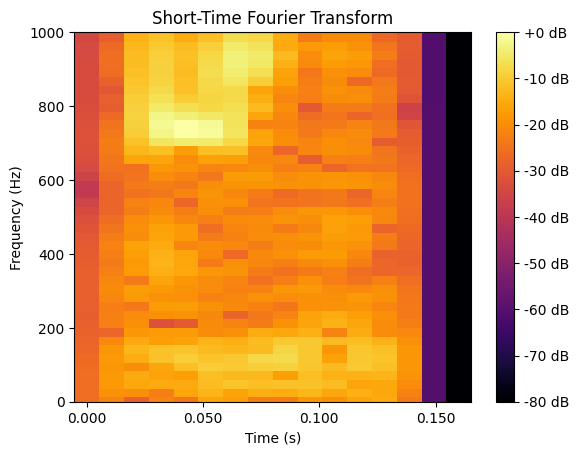 Short-Time Fourier Transform
1000
800
600
400
200
0
Frequency (Hz)
0.000
0.050
0.100
0.150
Time (s)
+0 dB
-10 dB
-20 dB
-30 dB
-40 dB
-50 dB
-60 dB
-70 dB
-80 dB